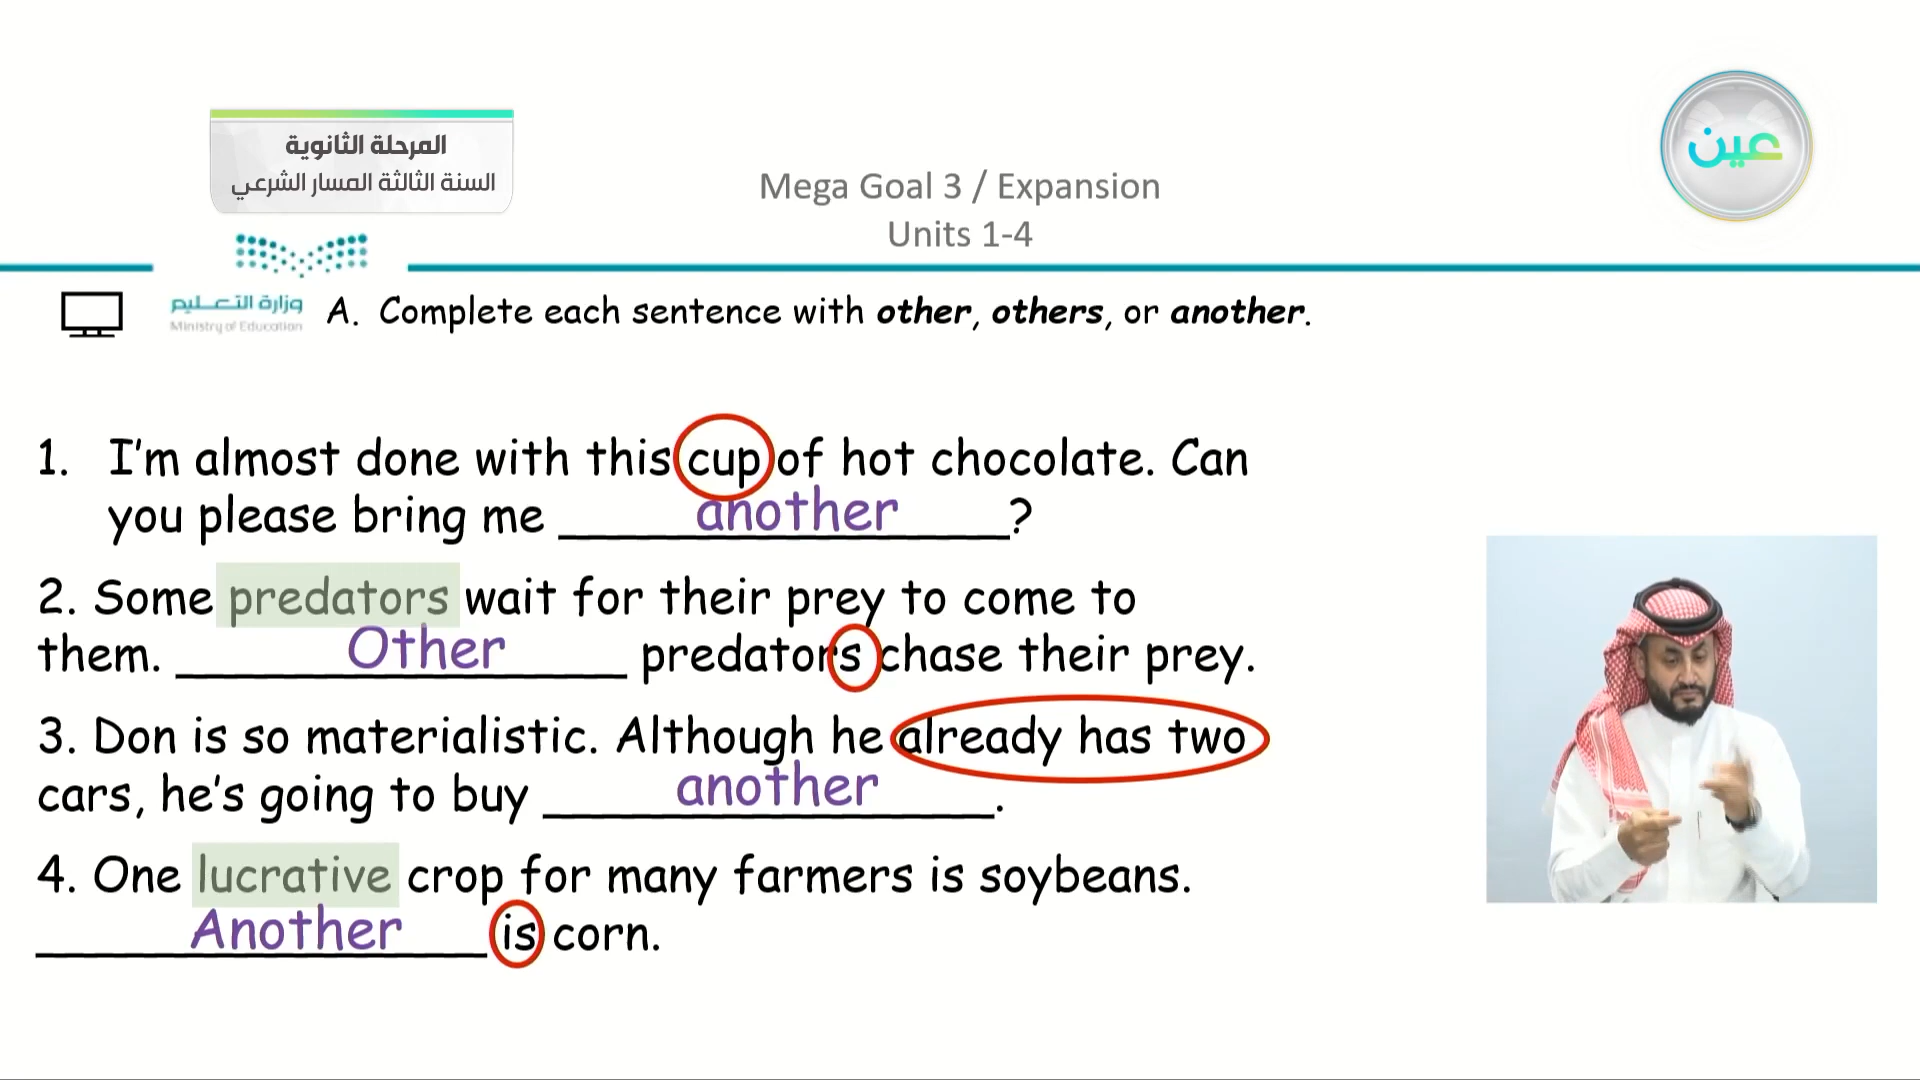 المرحلة الثانوية
السنة الثالثة المسار الشرعي
عين
Mega Goal 3 / Expansion
Units 1-4
وزارة التعليم
Ministry of Education
A. Complete each sentence with other, others, or another.
1. I'm almost done with this cup of hot chocolate. Can
you please bring me another?
2. Some predators wait for their prey to come to
them. Other predators chase their prey.
3. Don is so materialistic. Although he already has two
cars, he's going to buy another.
4. One lucrative crop for many farmers is soybeans.
Another is corn.